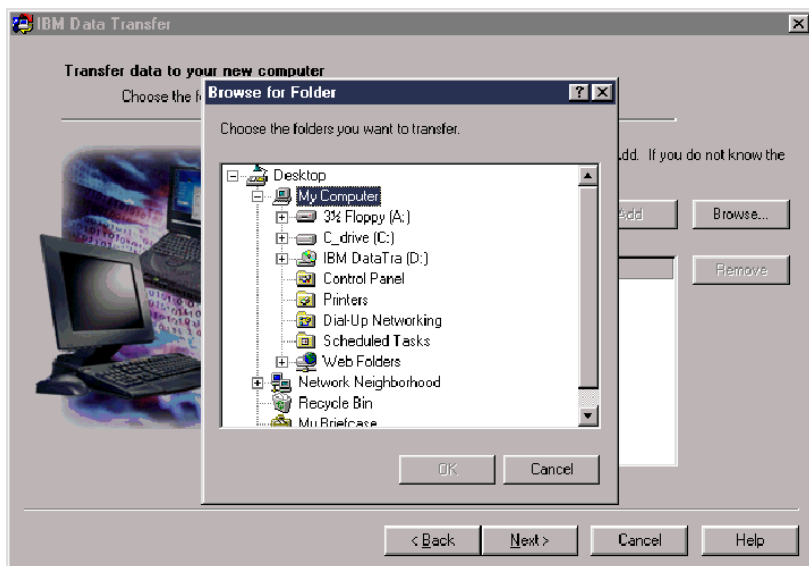 IBM Data Transfer
Transfer data to your new computer
Choose the f
Browse for Folder
Choose the folders you want to transfer.
dd. If you do not know the
Desktop
My Computer
3½ Floppy (A:)
Add
Browse...
C_drive (C:)
IBM DataTra (D:)
Remove
Control Panel
Printers
Dial-Up Networking
Scheduled Tasks
Web Folders
Network Neighborhood
Recycle Bin
My Briefcase
OK
Cancel
< Back
Next >
Cancel
Help